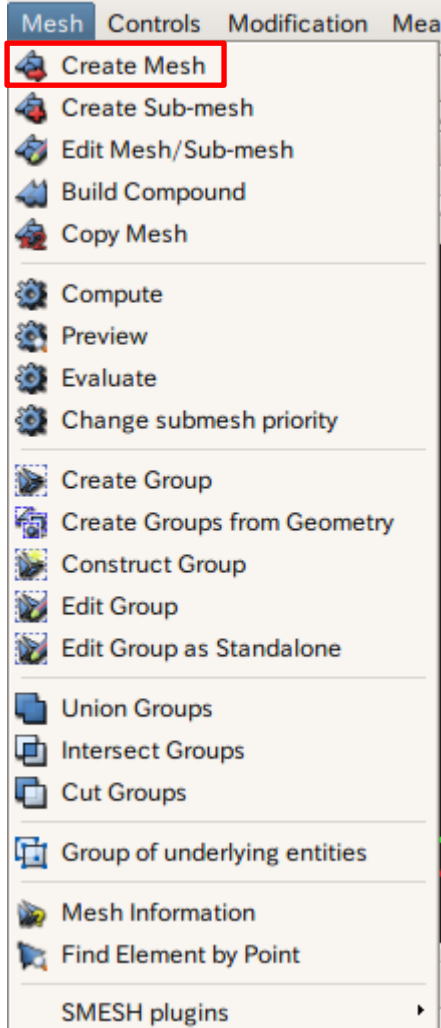 Mesh Controls Modification Mea
Create Mesh
Create Sub-mesh
Edit Mesh/Sub-mesh
Build Compound
Copy Mesh
Compute
Preview
Evaluate
Change submesh priority
Create Group
Create Groups from Geometry
Construct Group
Edit Group
Edit Group as Standalone
Union Groups
Intersect Groups
Cut Groups
Group of underlying entities
Mesh Information
Find Element by Point
SMESH plugins